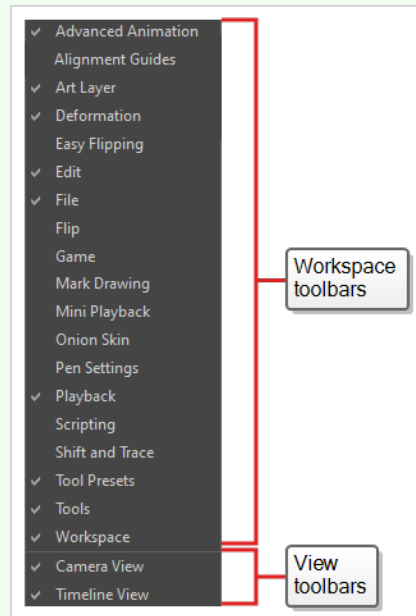 Advanced Animation
Alignment Guides
Art Layer
Deformation
Easy Flipping
Edit
File
Flip
Game
Mark Drawing
Mini Playback
Onion Skin
Pen Settings
Playback
Scripting
Shift and Trace
Tool Presets
Tools
Workspace
Camera View
Timeline View
Workspace
toolbars
View
toolbars